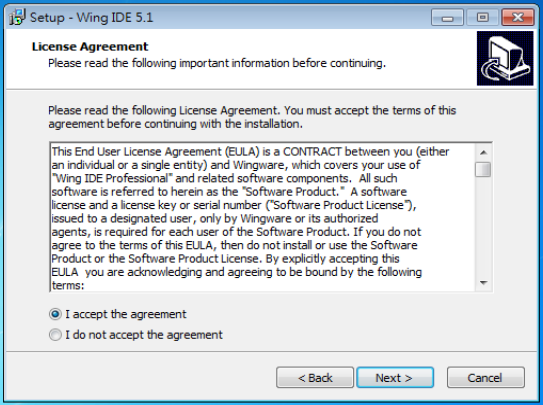 Setup - Wing IDE 5.1
License Agreement
Please read the following important information before continuing.
Please read the following License Agreement. You must accept the terms of this
agreement before continuing with the installation.
This End User License Agreement (EULA) is a CONTRACT between you (either
an individual or a single entity) and Wingware, which covers your use of
"Wing IDE Professional" and related software components.  All such
software is referred to herein as the "Software Product."  A software
license and a license key or serial number ("Software Product License"),
issued to a designated user, only by Wingware or its authorized
agents, is required for each user of the Software Product. If you do not
agree to the terms of this EULA, then do not install or use the Software
Product or the Software Product License. By explicitly accepting this
EULA  you are acknowledging and agreeing to be bound by the following
terms:
I accept the agreement
I do not accept the agreement
< Back Next > Cancel